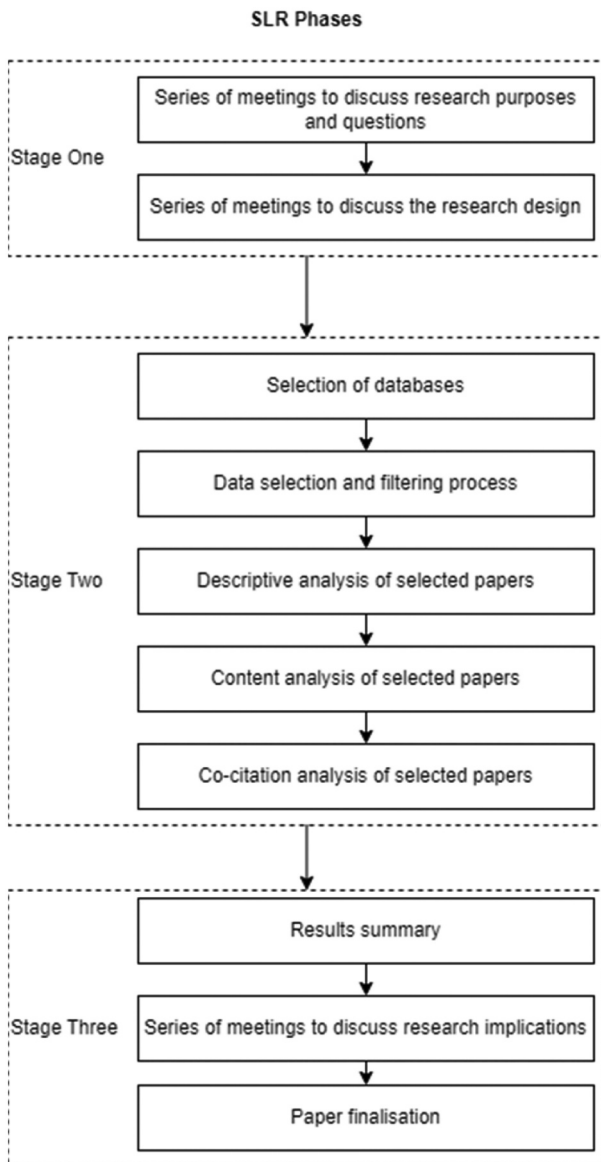 SLR Phases
Series of meetings to discuss research purposes
and questions
Stage One
Series of meetings to discuss the research design
Selection of databases
Data selection and filtering process
Stage Two
Descriptive analysis of selected papers
Content analysis of selected papers
Co-citation analysis of selected papers
Results summary
Stage Three
Series of meetings to discuss research implications
Paper finalisation